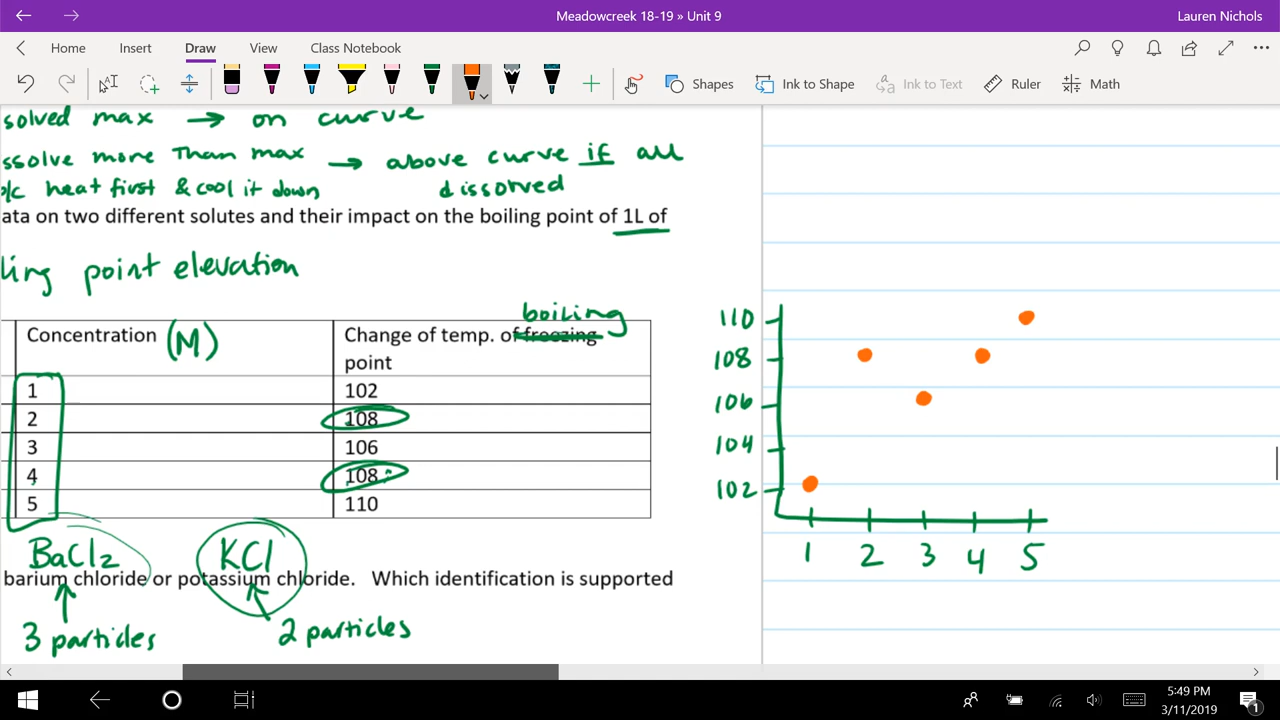 Meadowcreek 18-19 » Unit 9
Lauren Nichols
Home Insert Draw View Class Notebook
Shapes Ink to Shape Ink to Text Ruler Math
solved max → on curve
ssolve more Than max → above curve if all
b/c heat first & cool it down dissolved
ata on two different solutes and their impact on the boiling point of 1L of
ling point elevation
boiling
Concentration (M) Change of temp. of freezing
point
1 102
2 108
3 106
4 108
5 110
BaCl2 KCl
barium chloride or potassium chloride. Which identification is supported
3 particles 2 particles
110
108
106
104
102
1 2 3 4 5
5:49 PM
3/11/2019
1